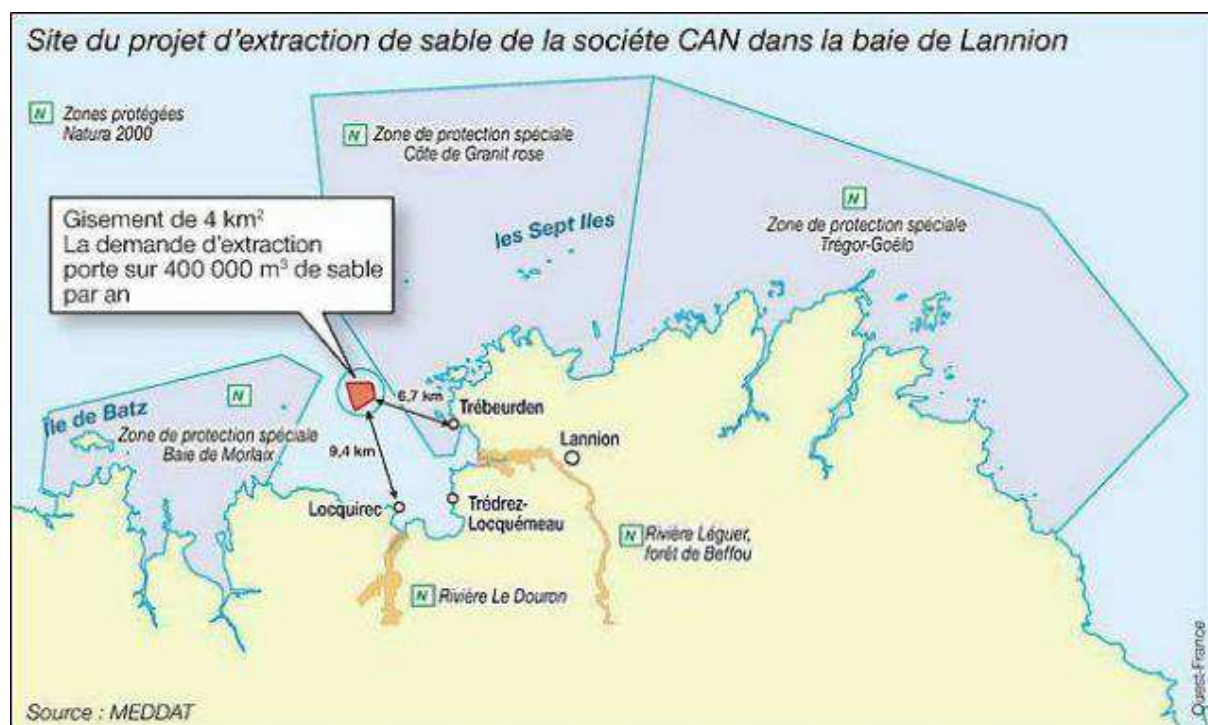 Site du projet d'extraction de sable de la sociéte CAN dans la baie de Lannion
N Zones protégées
Natura 2000
N Zone de protection spéciale
Côte de Granit rose
Gisement de 4 km²
La demande d'extraction
porte sur 400 000 m³ de sable
par an
les Sept Iles
N
Zone de protection spéciale
Trégor-Goëlo
N
Île de Batz
Zone de protection spéciale
Baie de Morlaix
6,7 km
9,4 km
Trébeurden
Lannion
Locquirec
Trédrez-
Locquémeau
N Rivière Léguer,
forêt de Beffou
N Rivière Le Douron
Source : MEDDAT
Ouest-France